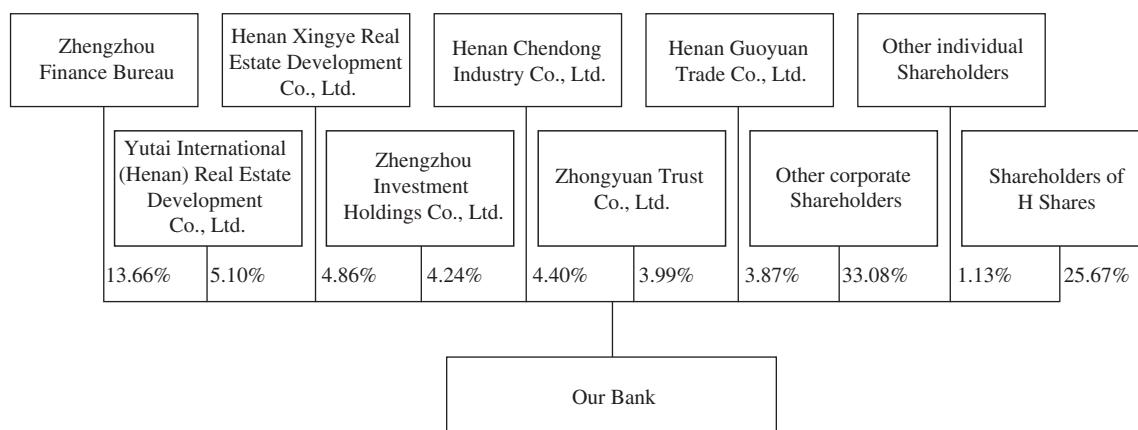 Zhengzhou
Finance Bureau
Henan Xingye Real
Estate Development
Co., Ltd.
Henan Chendong
Industry Co., Ltd.
Henan Guoyuan
Trade Co., Ltd.
Other individual
Shareholders
Yutai International
(Henan) Real Estate
Development
Co., Ltd.
Zhengzhou
Investment
Holdings Co., Ltd.
Zhongyuan Trust
Co., Ltd.
Other corporate
Shareholders
Shareholders of
H Shares
13.66% 5.10% 4.86% 4.24% 4.40% 3.99% 3.87% 33.08% 1.13% 25.67%
Our Bank